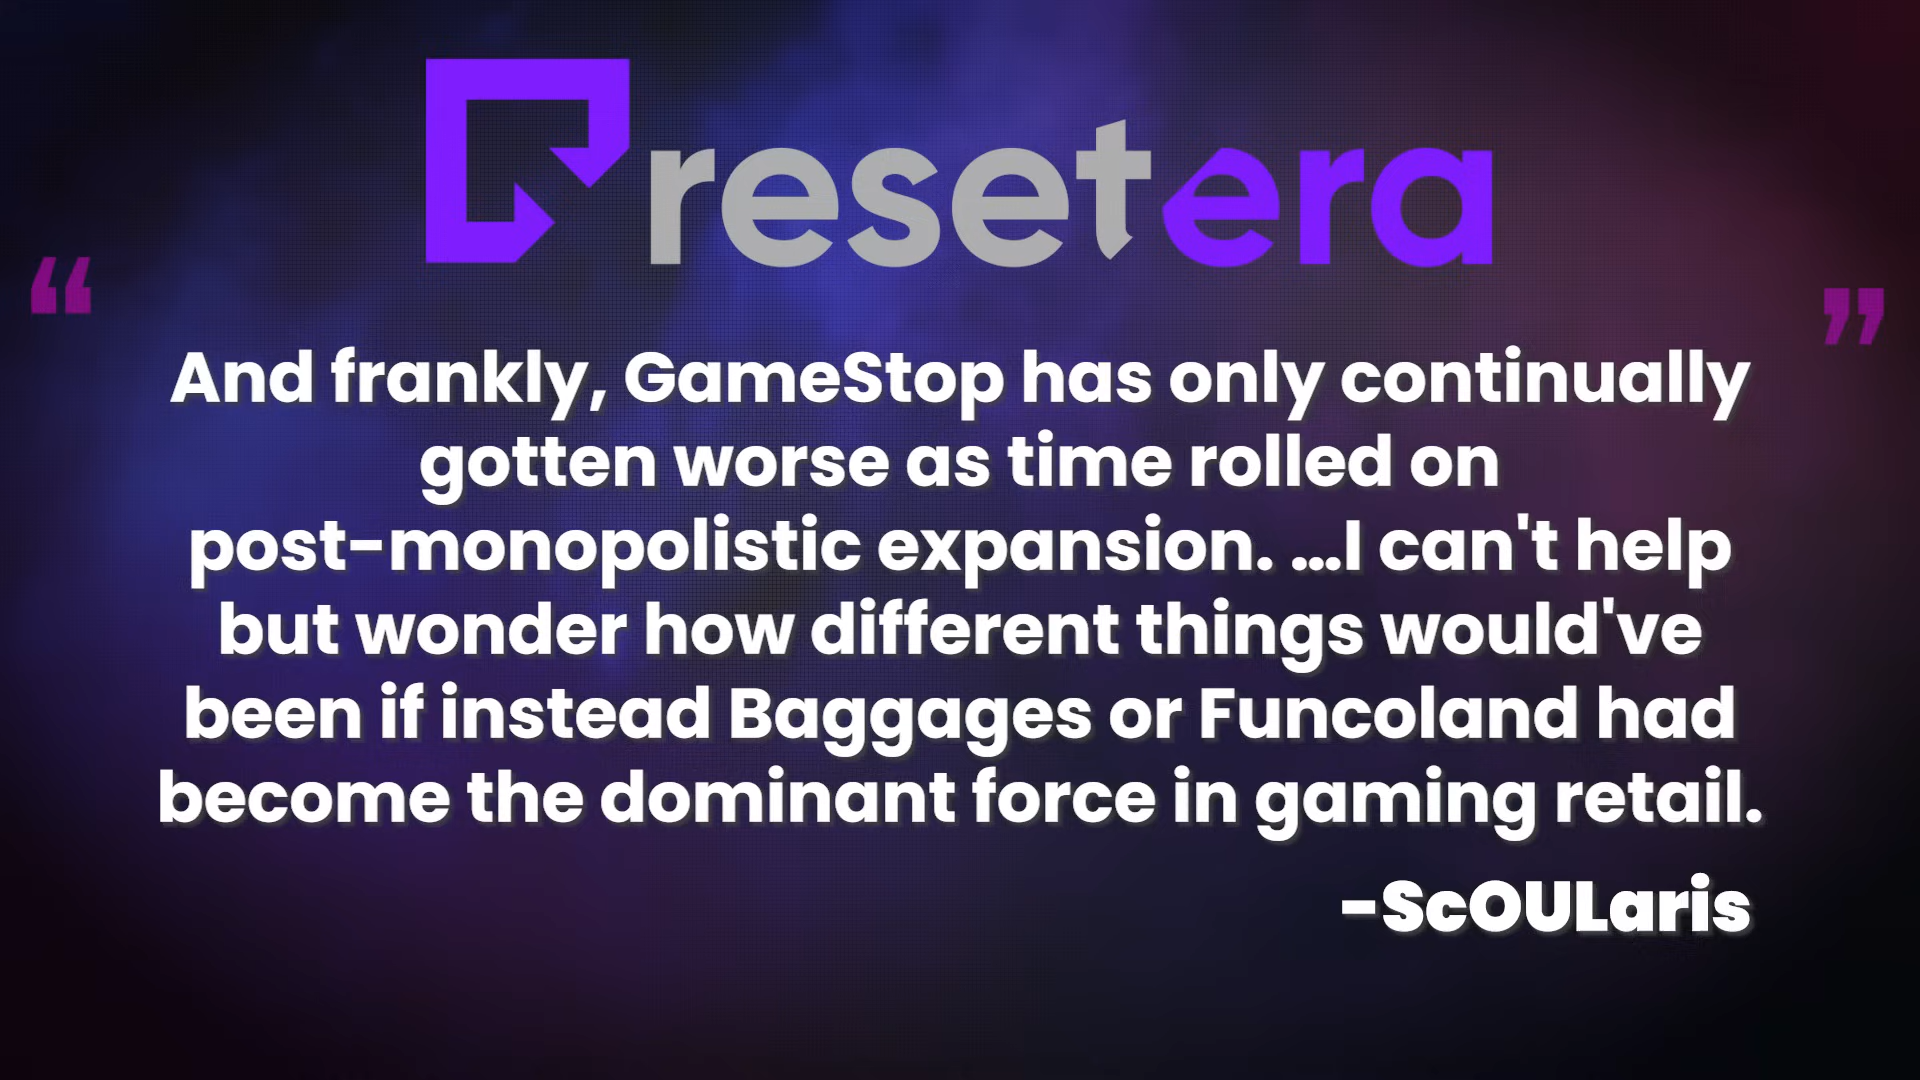 resetera
“ ”
And frankly, GameStop has only continually
gotten worse as time rolled on
post-monopolistic expansion. ...I can't help
but wonder how different things would've
been if instead Baggages or Funcoland had
become the dominant force in gaming retail.
-ScOULaris